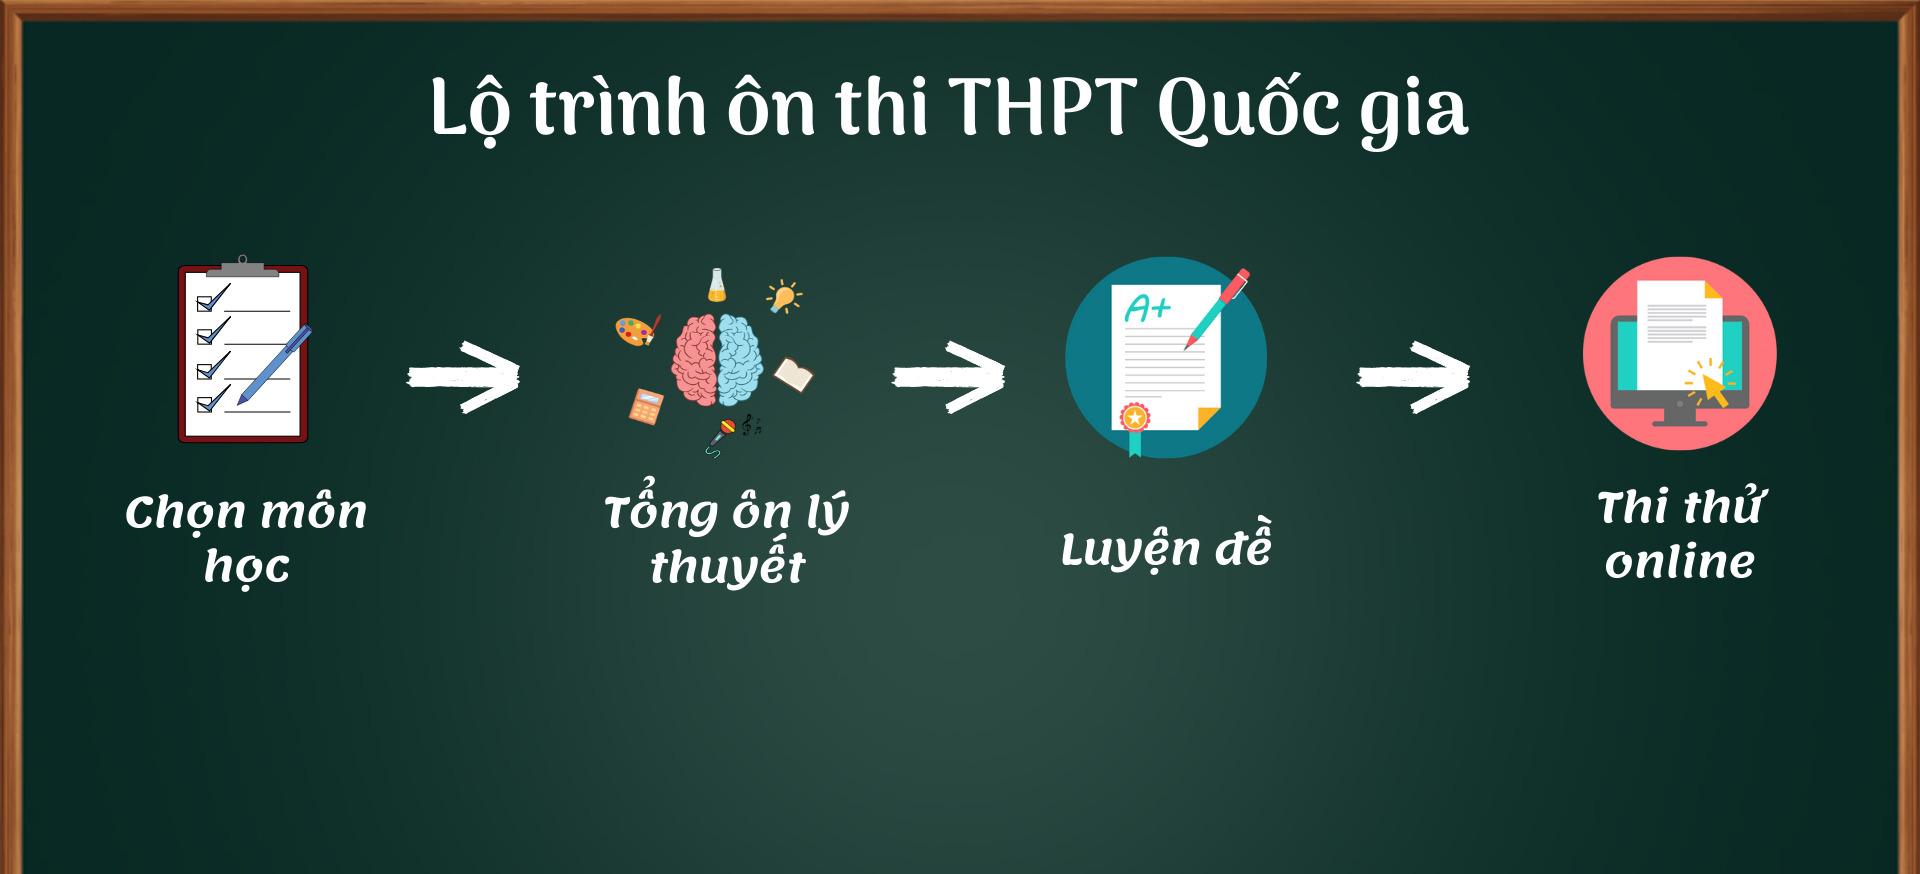 Lộ trình ôn thi THPT Quốc gia
A+
Chọn môn
học
Tổng ôn lý
thuyết
Luyện đề
Thi thử
online